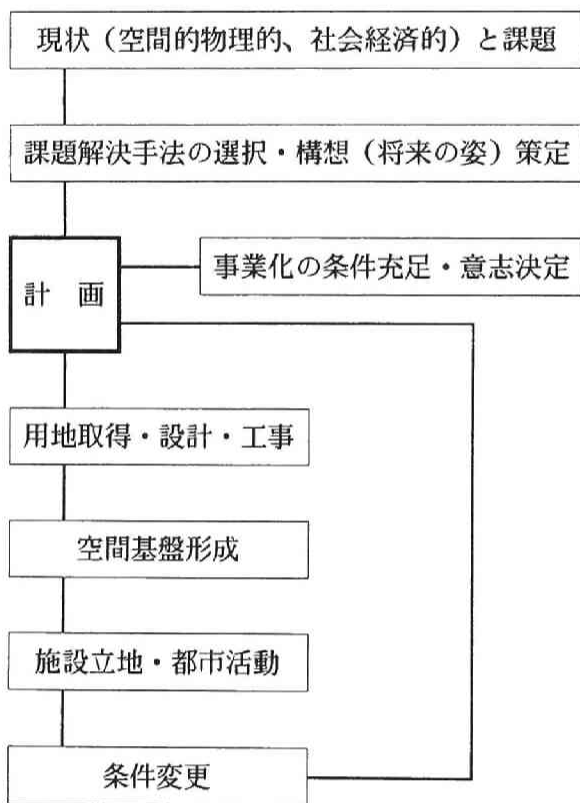 現状（空間的物理的、社会経済的）と課題
課題解決手法の選択・構想（将来の姿）策定
計　画
事業化の条件充足・意志決定
用地取得・設計・工事
空間基盤形成
施設立地・都市活動
条件変更